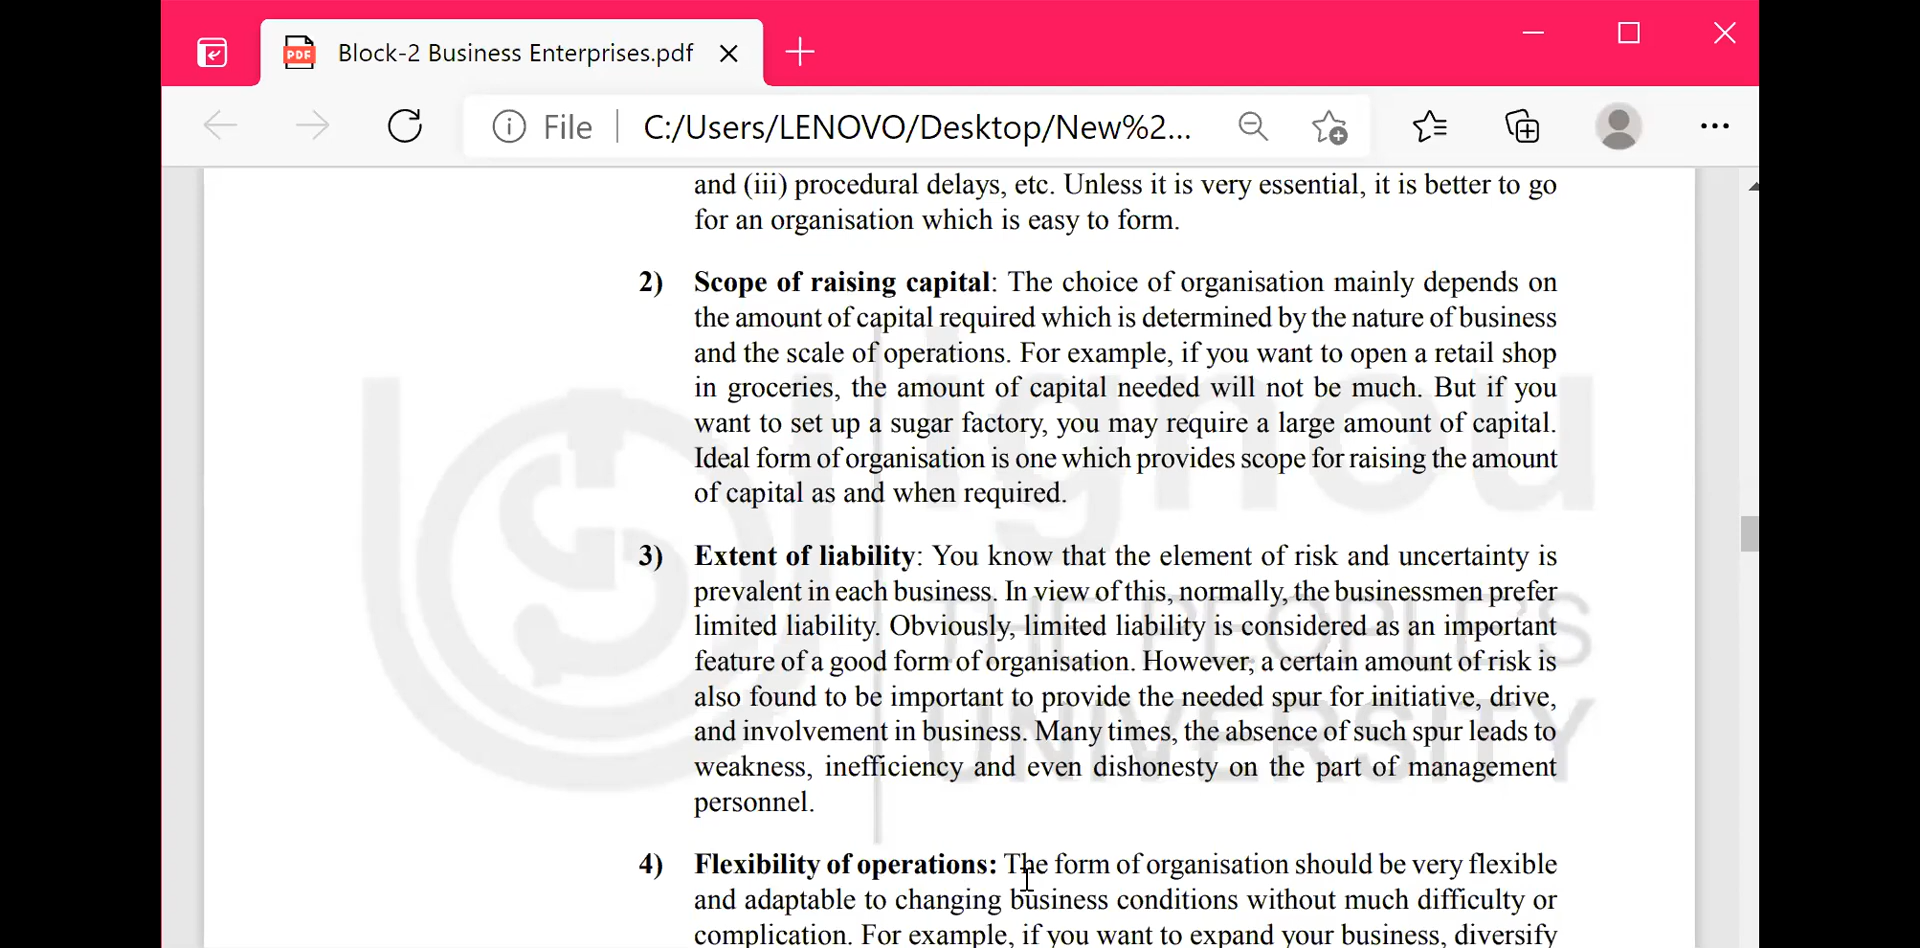 Block-2 Business Enterprises.pdf
PDF
File
C:/Users/LENOVO/Desktop/New%2...
and (iii) procedural delays, etc. Unless it is very essential, it is better to go
for an organisation which is easy to form.
2) Scope of raising capital: The choice of organisation mainly depends on
the amount of capital required which is determined by the nature of business
and the scale of operations. For example, if you want to open a retail shop
in groceries, the amount of capital needed will not be much. But if you
want to set up a sugar factory, you may require a large amount of capital.
Ideal form of organisation is one which provides scope for raising the amount
of capital as and when required.
3) Extent of liability: You know that the element of risk and uncertainty is
prevalent in each business. In view of this, normally, the businessmen prefer
limited liability. Obviously, limited liability is considered as an important
feature of a good form of organisation. However, a certain amount of risk is
also found to be important to provide the needed spur for initiative, drive,
and involvement in business. Many times, the absence of such spur leads to
weakness, inefficiency and even dishonesty on the part of management
personnel.
4) Flexibility of operations: The form of organisation should be very flexible
and adaptable to changing business conditions without much difficulty or
complication. For example, if you want to expand your business, diversify
ignou
THE PEOPLE'S
UNIVERSITY